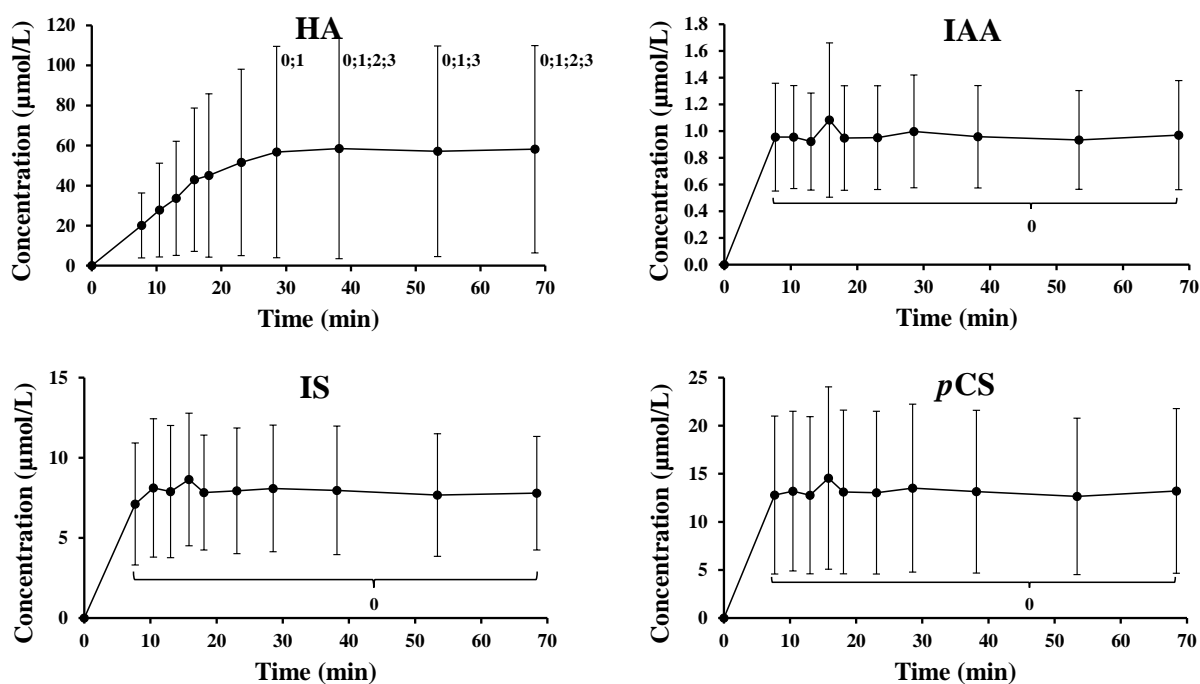 HA
Concentration (µmol/L)
120
100
80
60
40
20
0
0;1
0;1;2;3
0;1;3
0;1;2;3
0 10 20 30 40 50 60 70
Time (min)
IAA
Concentration (µmol/L)
1.8
1.6
1.4
1.2
1.0
0.8
0.6
0.4
0.2
0.0
0
0 10 20 30 40 50 60 70
Time (min)
IS
Concentration (µmol/L)
15
10
5
0
0
0 10 20 30 40 50 60 70
Time (min)
pCS
Concentration (µmol/L)
25
20
15
10
5
0
0
0 10 20 30 40 50 60 70
Time (min)